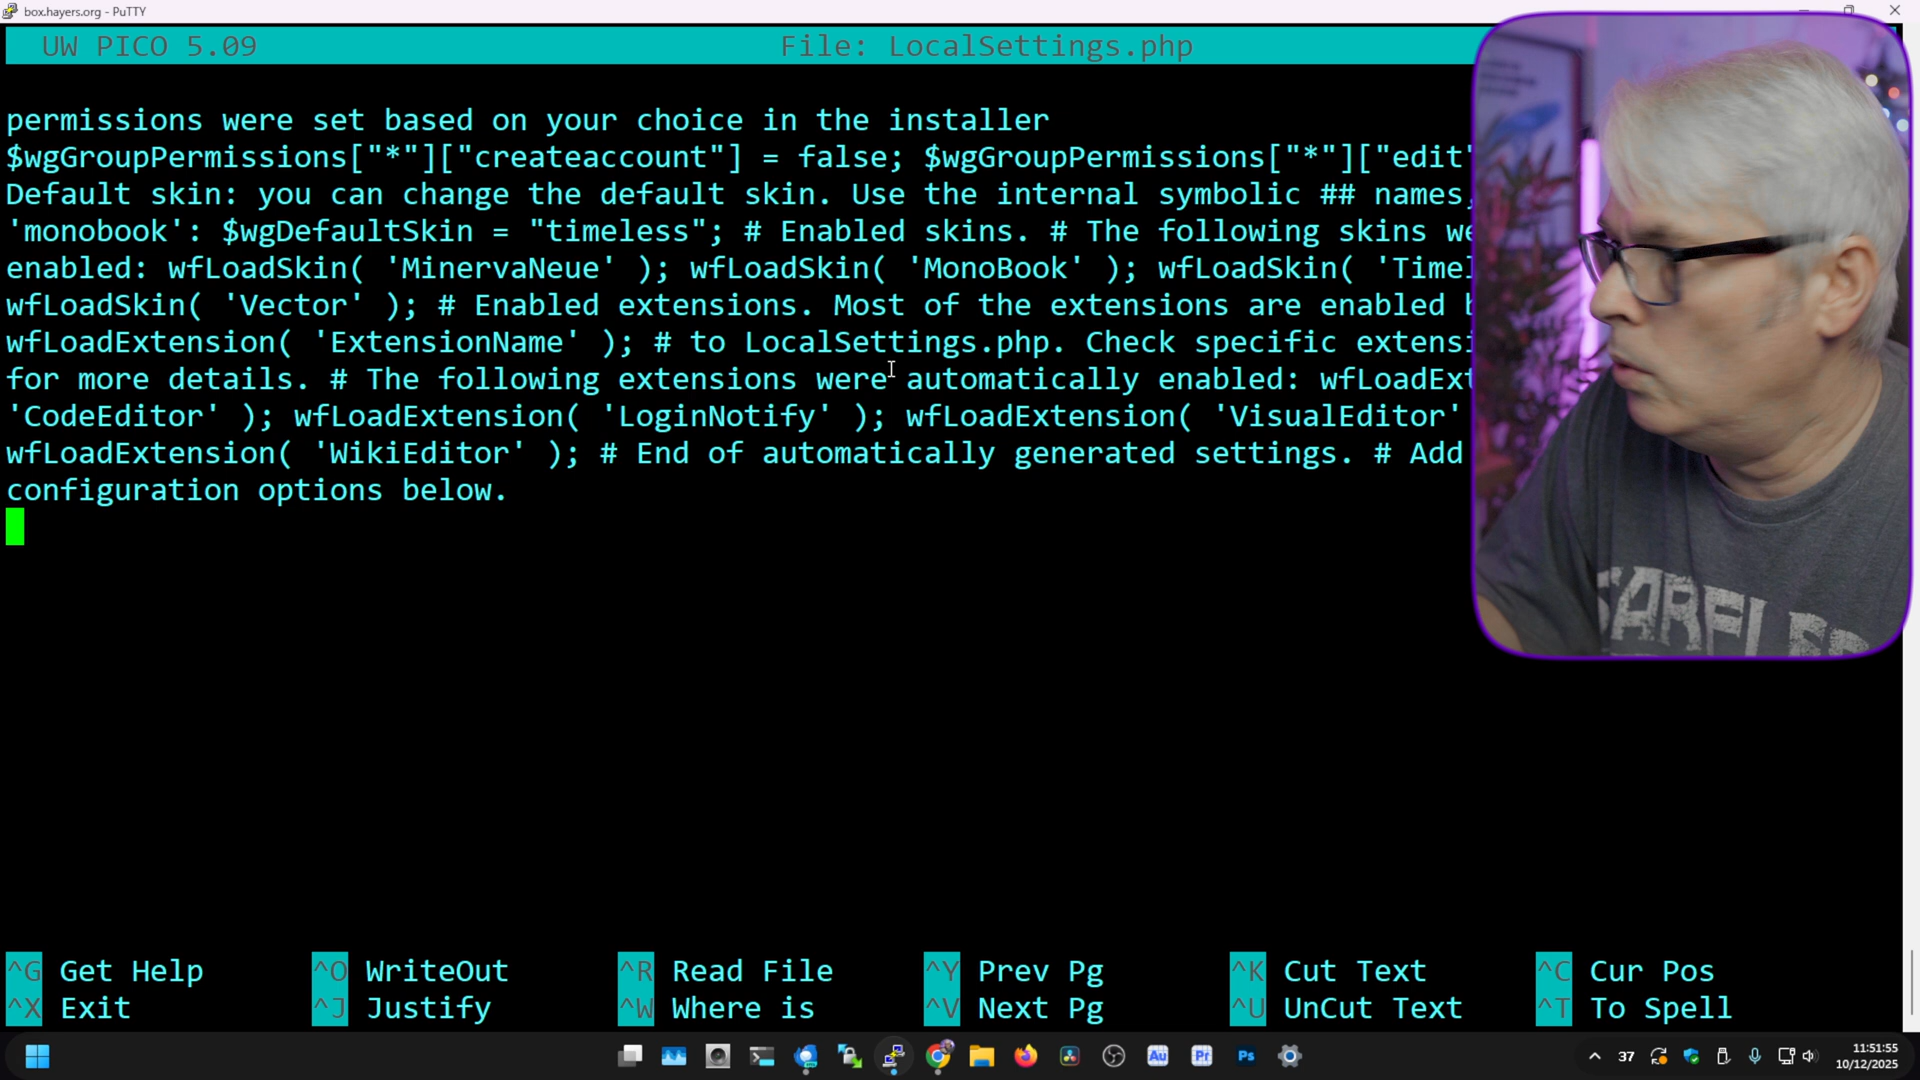 box.hayers.org - PuTTY
UW PICO 5.09 File: LocalSettings.php
permissions were set based on your choice in the installer
$wgGroupPermissions["*"]["createaccount"] = false; $wgGroupPermissions["*"]["edit"
Default skin: you can change the default skin. Use the internal symbolic ## names,
'monobook': $wgDefaultSkin = "timeless"; # Enabled skins. # The following skins we
enabled: wfLoadSkin( 'MinervaNeue' ); wfLoadSkin( 'MonoBook' ); wfLoadSkin( 'Timel
wfLoadSkin( 'Vector' ); # Enabled extensions. Most of the extensions are enabled b
wfLoadExtension( 'ExtensionName' ); # to LocalSettings.php. Check specific extensi
for more details. # The following extensions were automatically enabled: wfLoadExt
'CodeEditor' ); wfLoadExtension( 'LoginNotify' ); wfLoadExtension( 'VisualEditor'
wfLoadExtension( 'WikiEditor' ); # End of automatically generated settings. # Add
configuration options below.
^G Get Help ^O WriteOut ^R Read File ^Y Prev Pg ^K Cut Text ^C Cur Pos
^X Exit ^J Justify ^W Where is ^V Next Pg ^U UnCut Text ^T To Spell
Au Pr Ps 37 11:51:55
10/12/2025